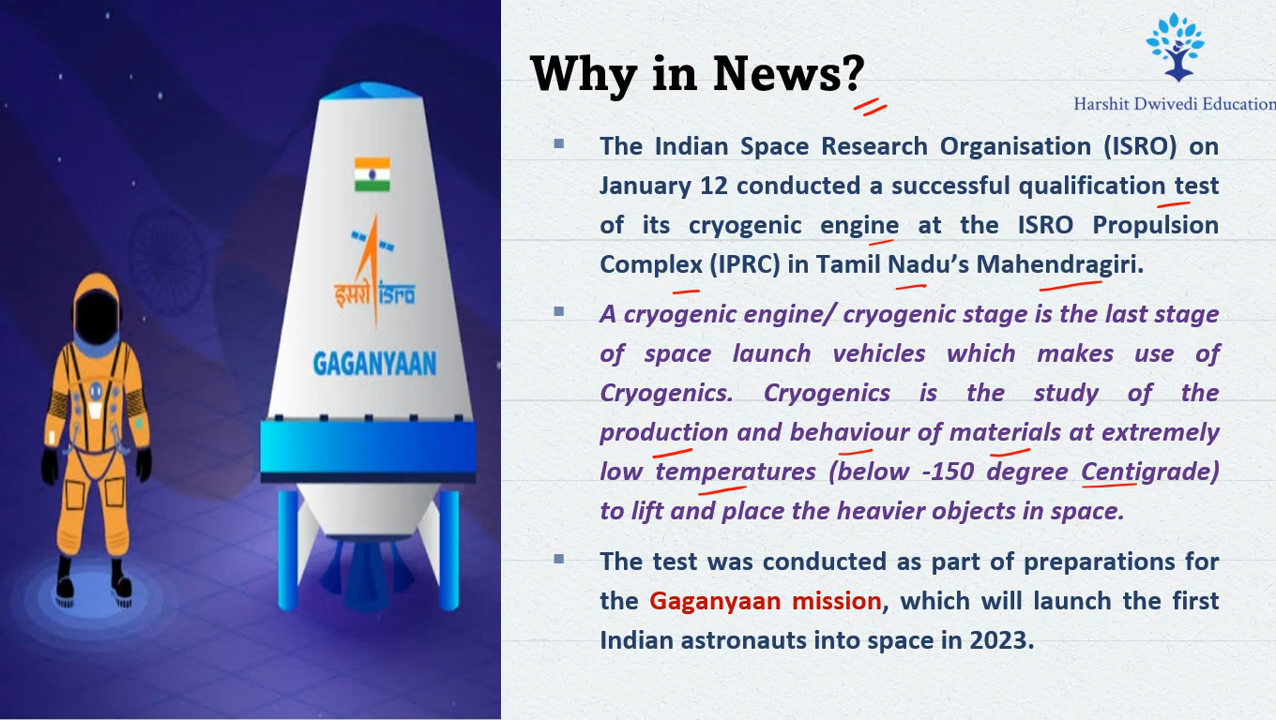 Why in News?
Harshit Dwivedi Education
▪ The Indian Space Research Organisation (ISRO) on
January 12 conducted a successful qualification test
of its cryogenic engine at the ISRO Propulsion
Complex (IPRC) in Tamil Nadu's Mahendragiri.
▪ A cryogenic engine/ cryogenic stage is the last stage
of space launch vehicles which makes use of
Cryogenics. Cryogenics is the study of the
production and behaviour of materials at extremely
low temperatures (below -150 degree Centigrade)
to lift and place the heavier objects in space.
▪ The test was conducted as part of preparations for
the Gaganyaan mission, which will launch the first
Indian astronauts into space in 2023.
इसरो isro
GAGANYAAN